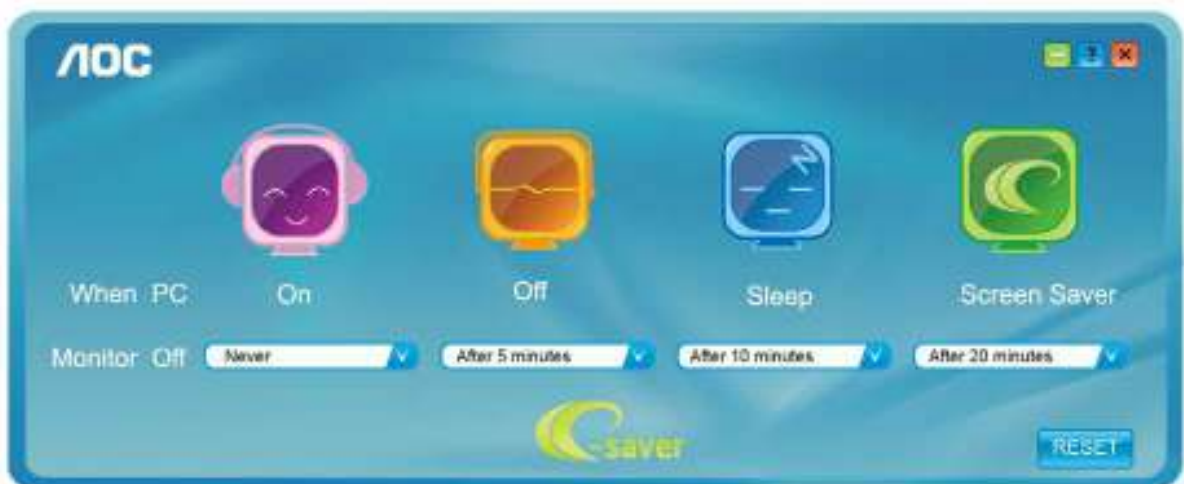 AOC
When PC On Off Sleep Screen Saver
Monitor Off Never After 5 minutes After 10 minutes After 20 minutes
e-saver
RESET